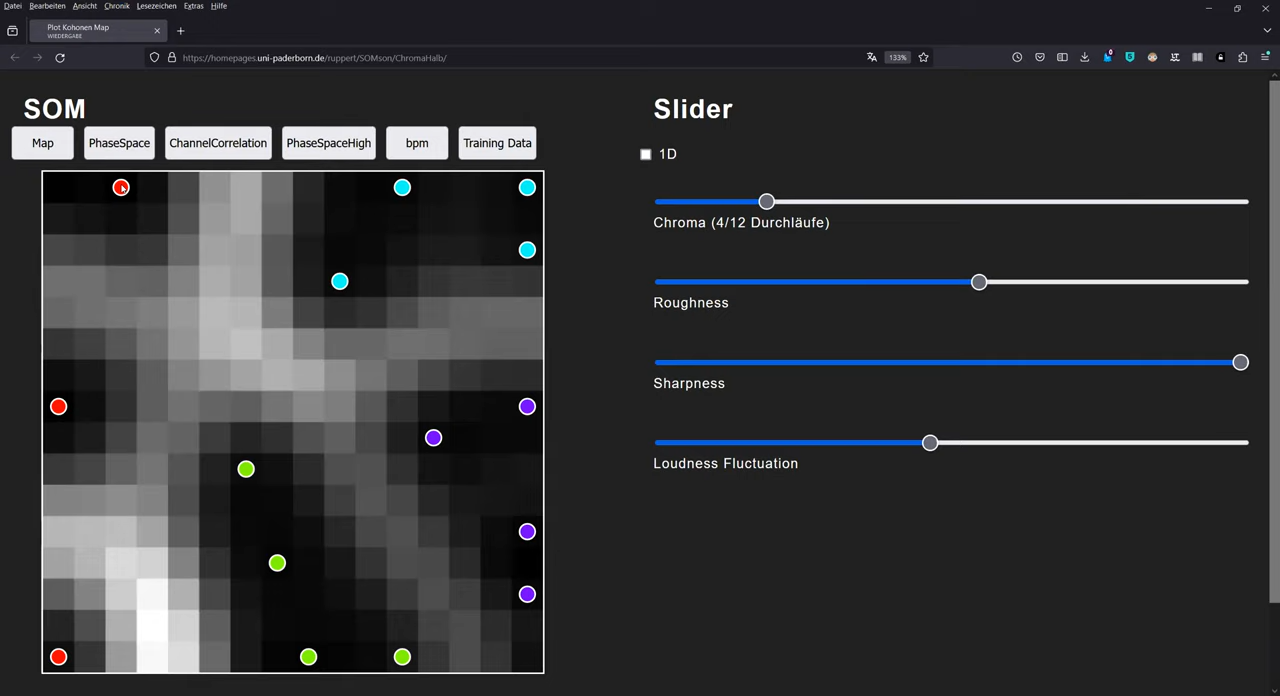 Datei Bearbeiten Ansicht Chronik Lesezeichen Extras Hilfe
Plot Kohonen Map
WIEDERGABE
https://homepages.uni-paderborn.de/ruppert/SOMson/ChromaHalb/
133%
0
SOM
Slider
Map PhaseSpace ChannelCorrelation PhaseSpaceHigh bpm Training Data
1D
Chroma (4/12 Durchläufe)
Roughness
Sharpness
Loudness Fluctuation